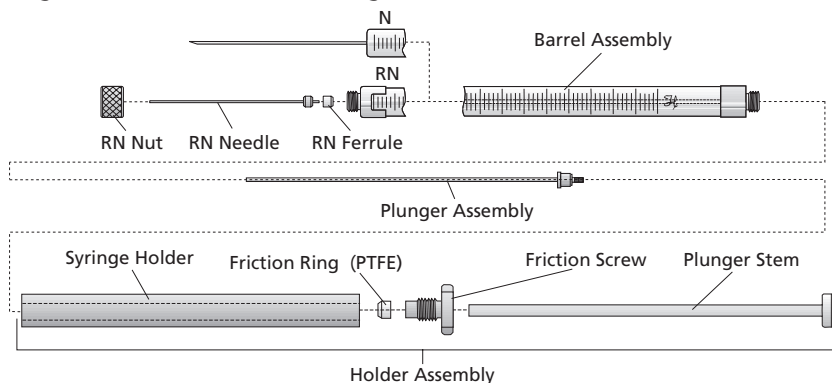 N
Barrel Assembly
RN
RN Nut RN Needle RN Ferrule
Plunger Assembly
Syringe Holder Friction Ring (PTFE) Friction Screw Plunger Stem
Holder Assembly